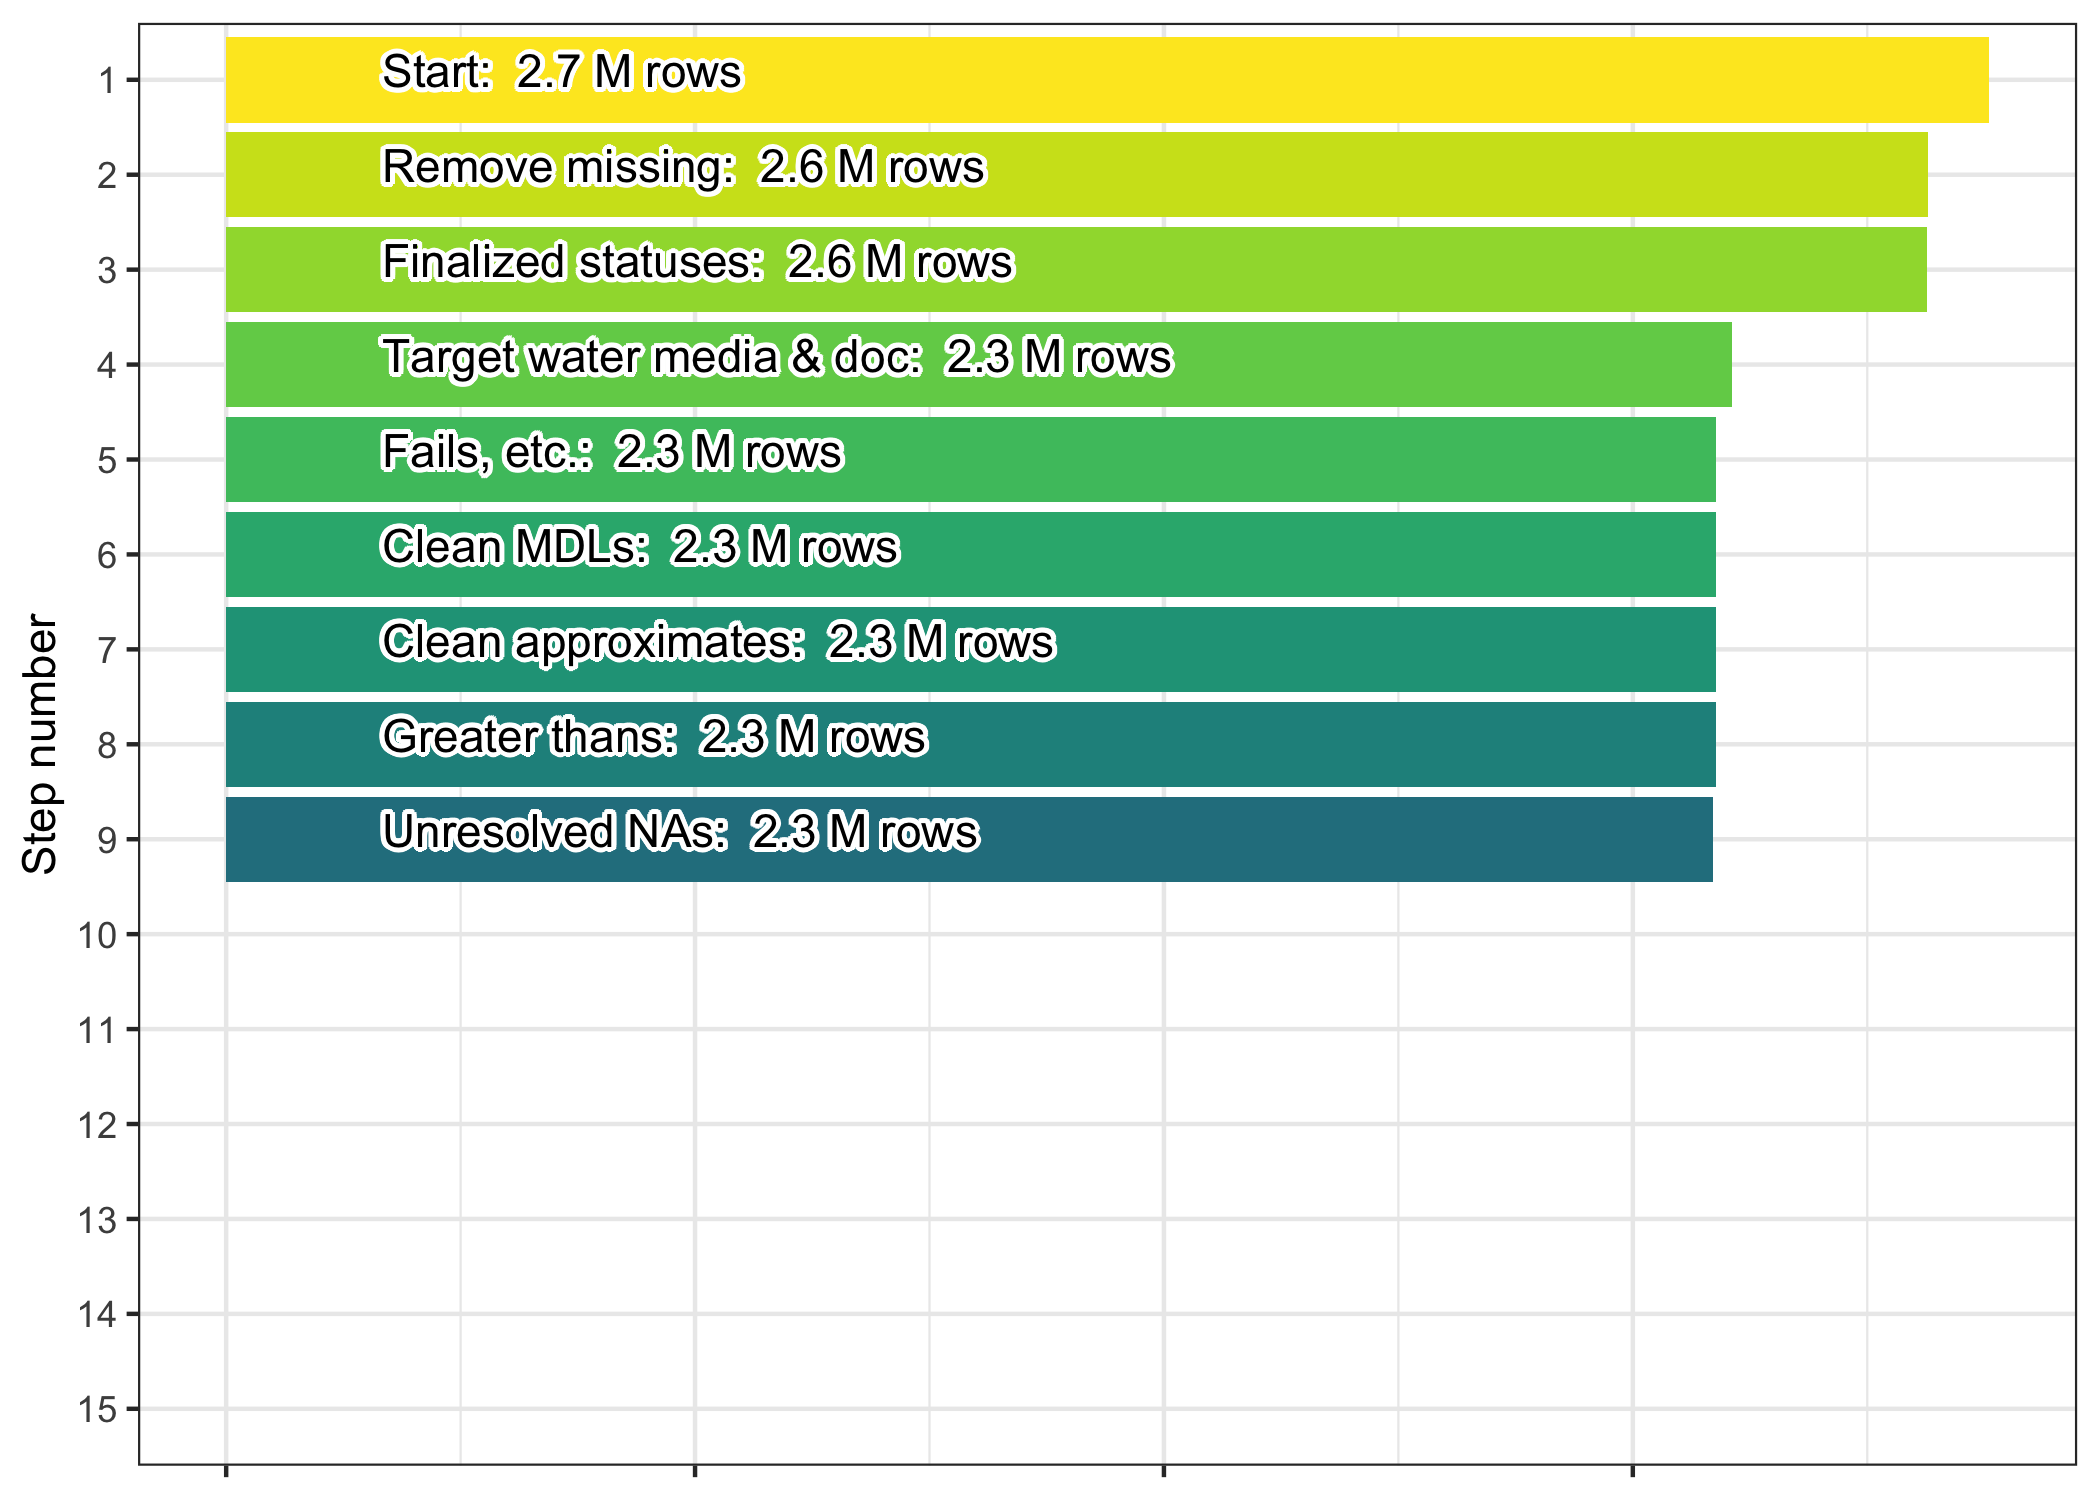 Step number
1
Start:  2.7 M rows
2
Remove missing:  2.6 M rows
3
Finalized statuses:  2.6 M rows
4
Target water media & doc:  2.3 M rows
5
Fails, etc.:  2.3 M rows
6
Clean MDLs:  2.3 M rows
7
Clean approximates:  2.3 M rows
8
Greater thans:  2.3 M rows
9
Unresolved NAs:  2.3 M rows
10
11
12
13
14
15